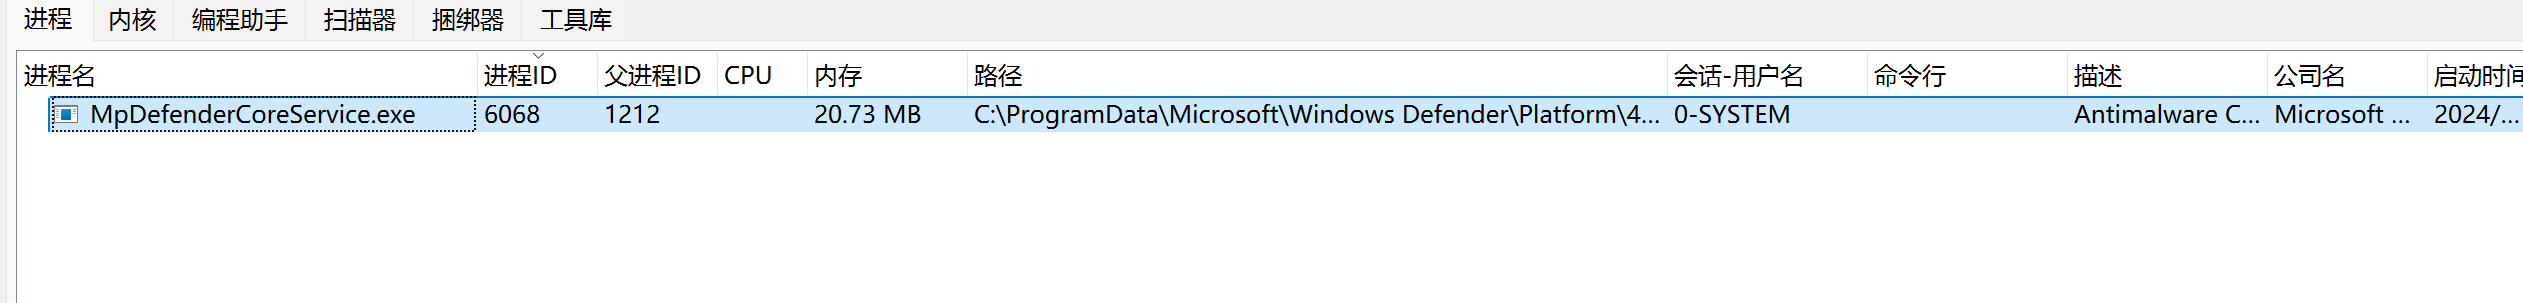 进程 内核 编程助手 扫描器 捆绑器 工具库
进程名 进程ID 父进程ID CPU 内存 路径 会话-用户名 命令行 描述 公司名 启动时间
MpDefenderCoreService.exe 6068 1212 20.73 MB C:\ProgramData\Microsoft\Windows Defender\Platform\4... 0-SYSTEM Antimalware C... Microsoft ... 2024/...